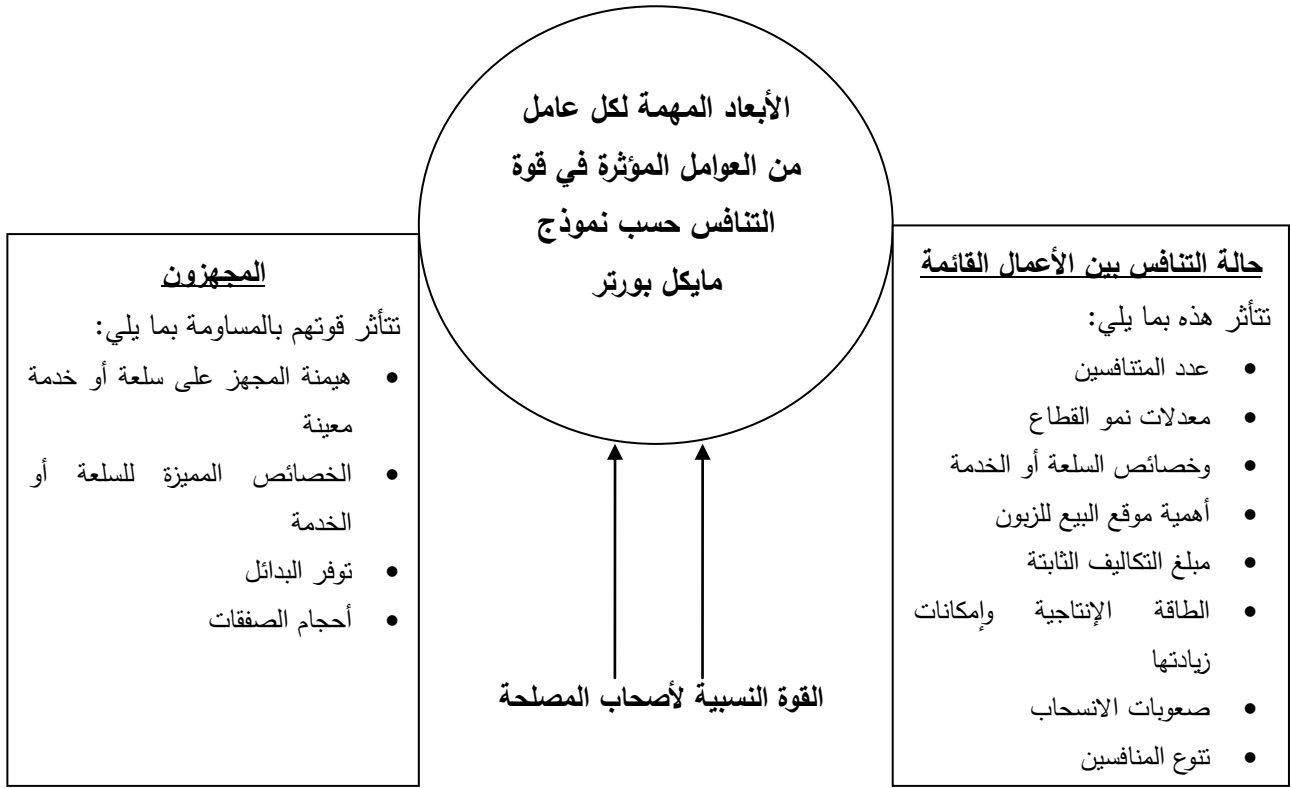 الأبعاد المهمة لكل عامل
من العوامل المؤثرة في قوة
التنافس حسب نموذج
مايكل بورتر
حالة التنافس بين الأعمال القائمة
تتأثر هذه بما يلي:
• عدد المتنافسين
• معدلات نمو القطاع
• وخصائص السلعة أو الخدمة
• أهمية موقع البيع للزبون
• مبلغ التكاليف الثابتة
• الطاقة الإنتاجية وإمكانات
زيادتها
• صعوبات الانسحاب
• تنوع المنافسين
المجهزون
تتأثر قوتهم بالمساومة بما يلي:
• هيمنة المجهز على سلعة أو خدمة
معينة
• الخصائص المميزة للسلعة أو
الخدمة
• توفر البدائل
• أحجام الصفقات
القوة النسبية لأصحاب المصلحة